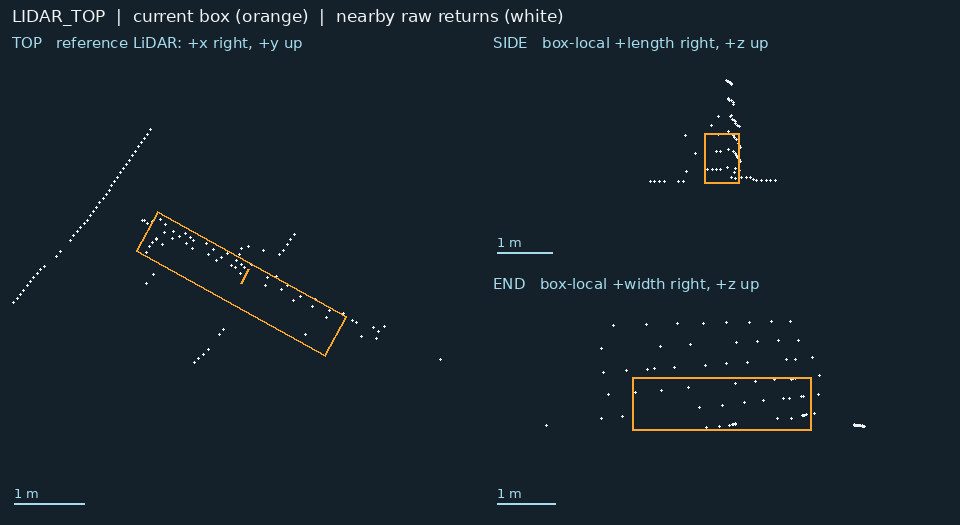 LIDAR_TOP | current box (orange) | nearby raw returns (white)
TOP reference LiDAR: +x right, +y up
SIDE box-local +length right, +z up
1 m
END box-local +width right, +z up
1 m
1 m